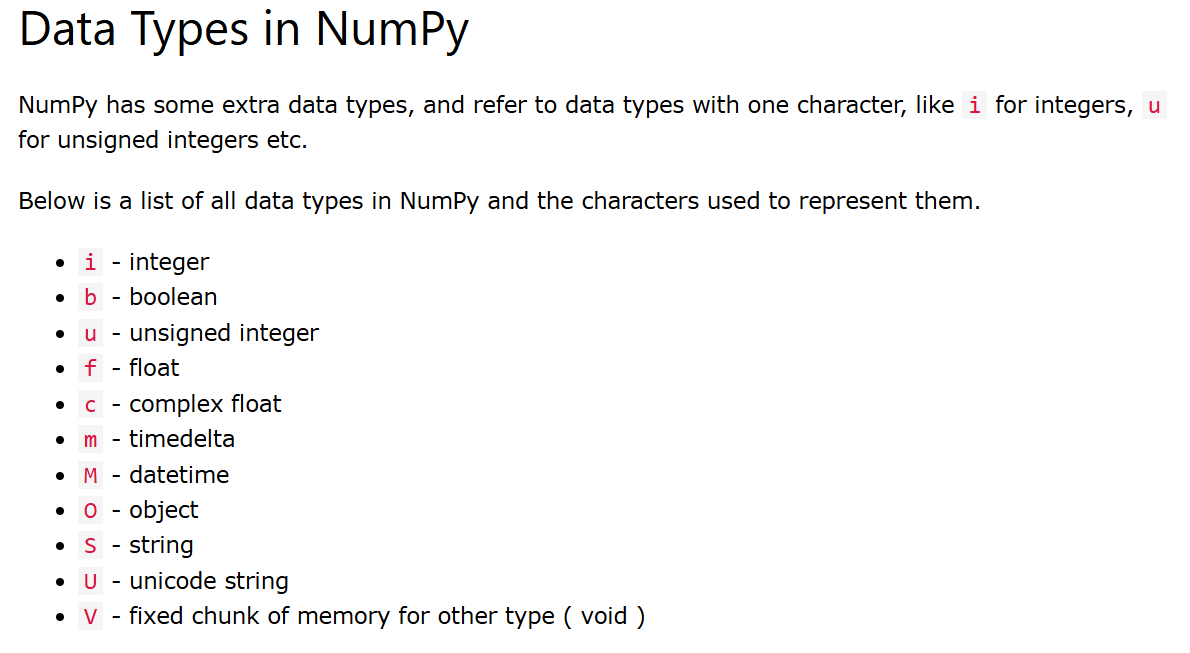 Data Types in NumPy
NumPy has some extra data types, and refer to data types with one character, like i for integers, u
for unsigned integers etc.
Below is a list of all data types in NumPy and the characters used to represent them.
• i - integer
• b - boolean
• u - unsigned integer
• f - float
• c - complex float
• m - timedelta
• M - datetime
• O - object
• S - string
• U - unicode string
• V - fixed chunk of memory for other type ( void )